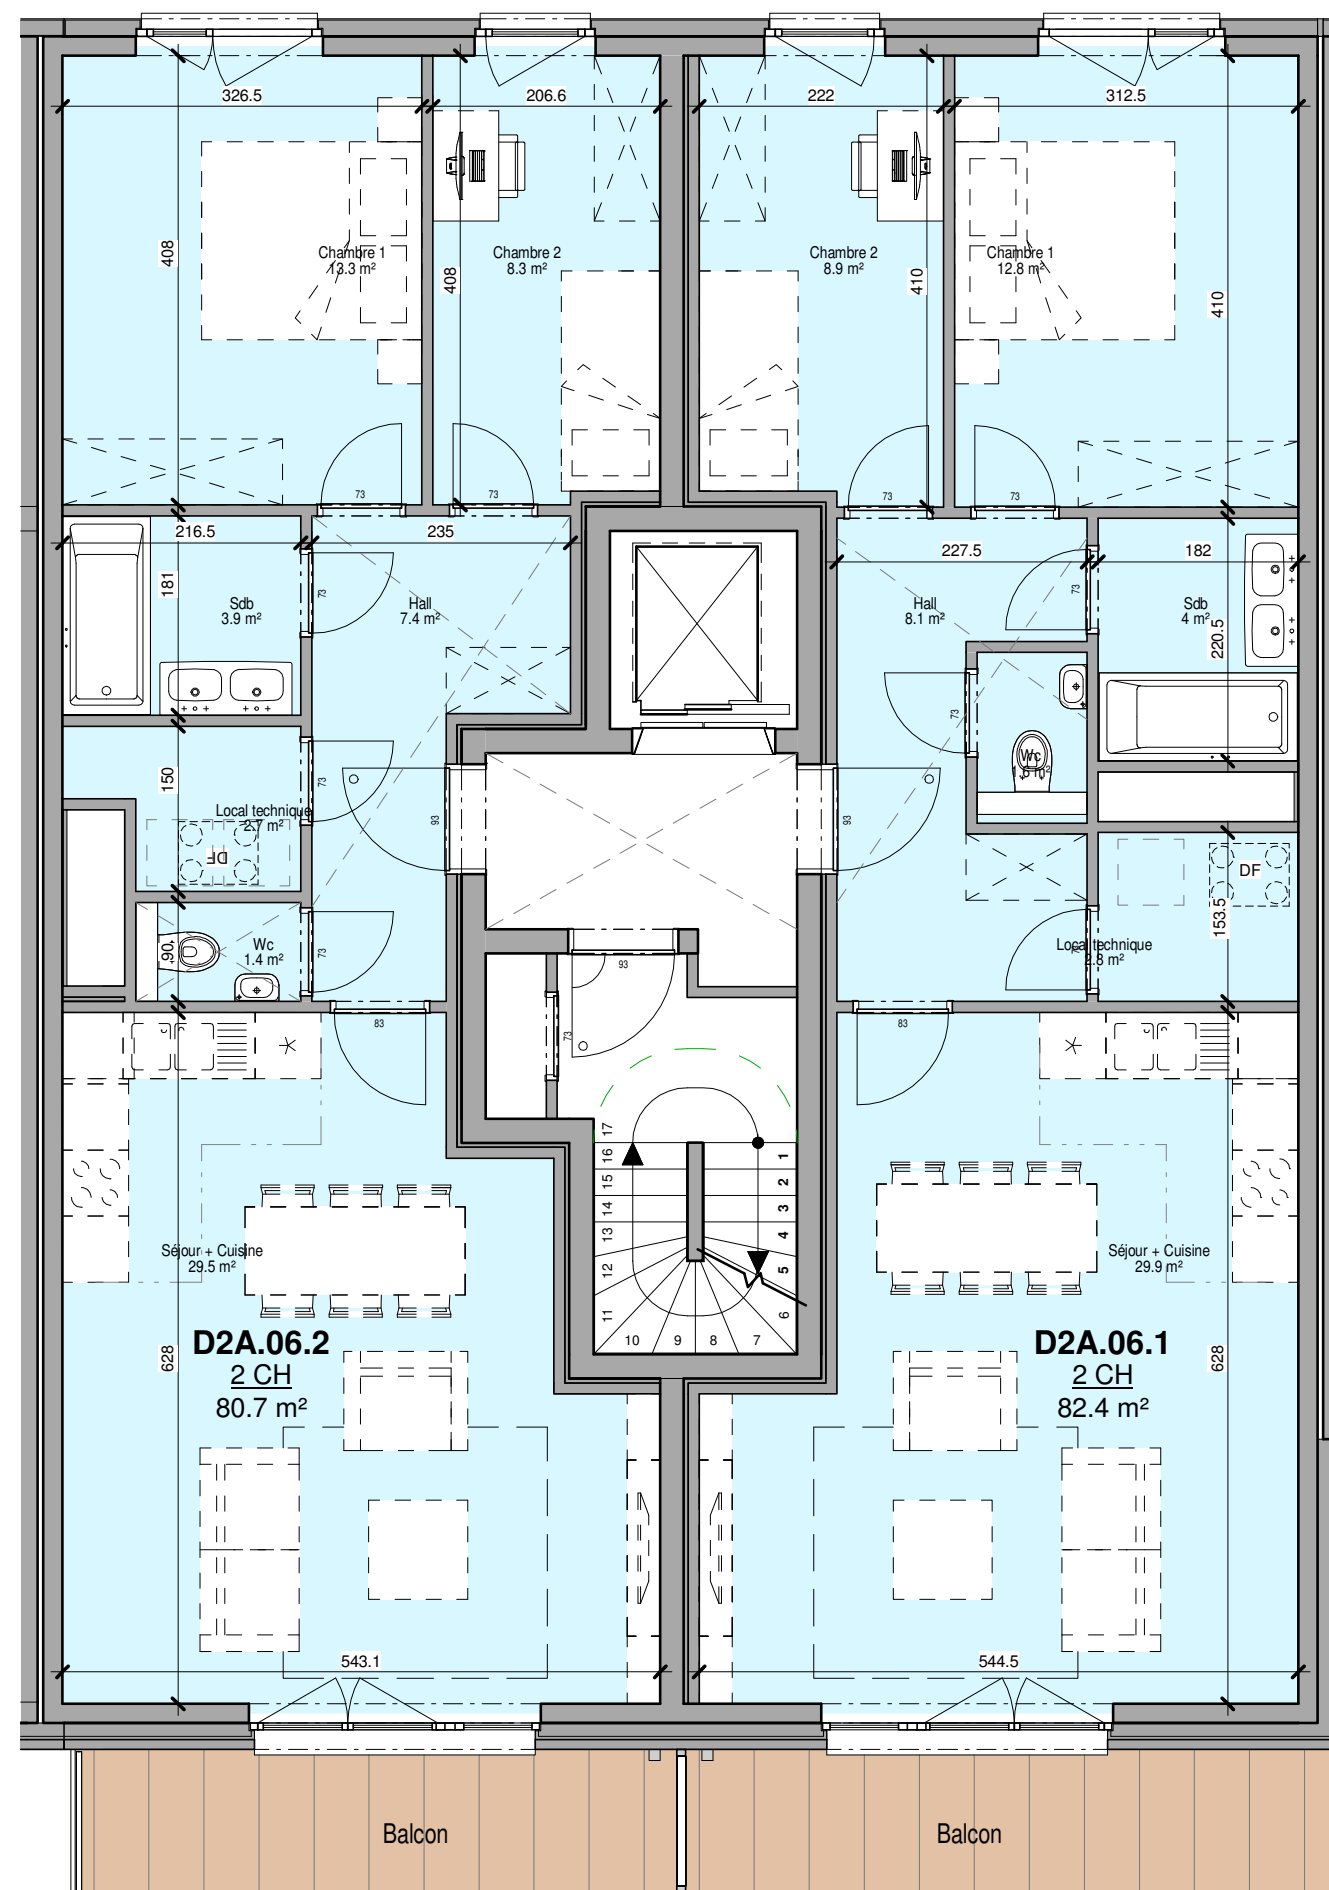 326.5
206.6
222
312.5
408
Chambre 1
13.3 m²
408
Chambre 2
8.3 m²
Chambre 2
8.9 m²
410
Chambre 1
12.8 m²
410
73
73
73
73
216.5
235
227.5
182
181
Sdb
3.9 m²
73
Hall
7.4 m²
Hall
8.1 m²
73
Sdb
4 m²
220.5
150
Local technique
2.7 m²
73
DF
93
93
73
Wc
1.6 m²
DF
153.5
90
Wc
1.4 m²
73
93
73
Local technique
2.8 m²
83
83
17
16
15
14
13
12
11
10
9
8
7
6
5
4
3
2
1
Séjour + Cuisine
29.5 m²
Séjour + Cuisine
29.9 m²
D2A.06.2
2 CH
80.7 m²
628
D2A.06.1
2 CH
82.4 m²
628
543.1
544.5
Balcon
Balcon